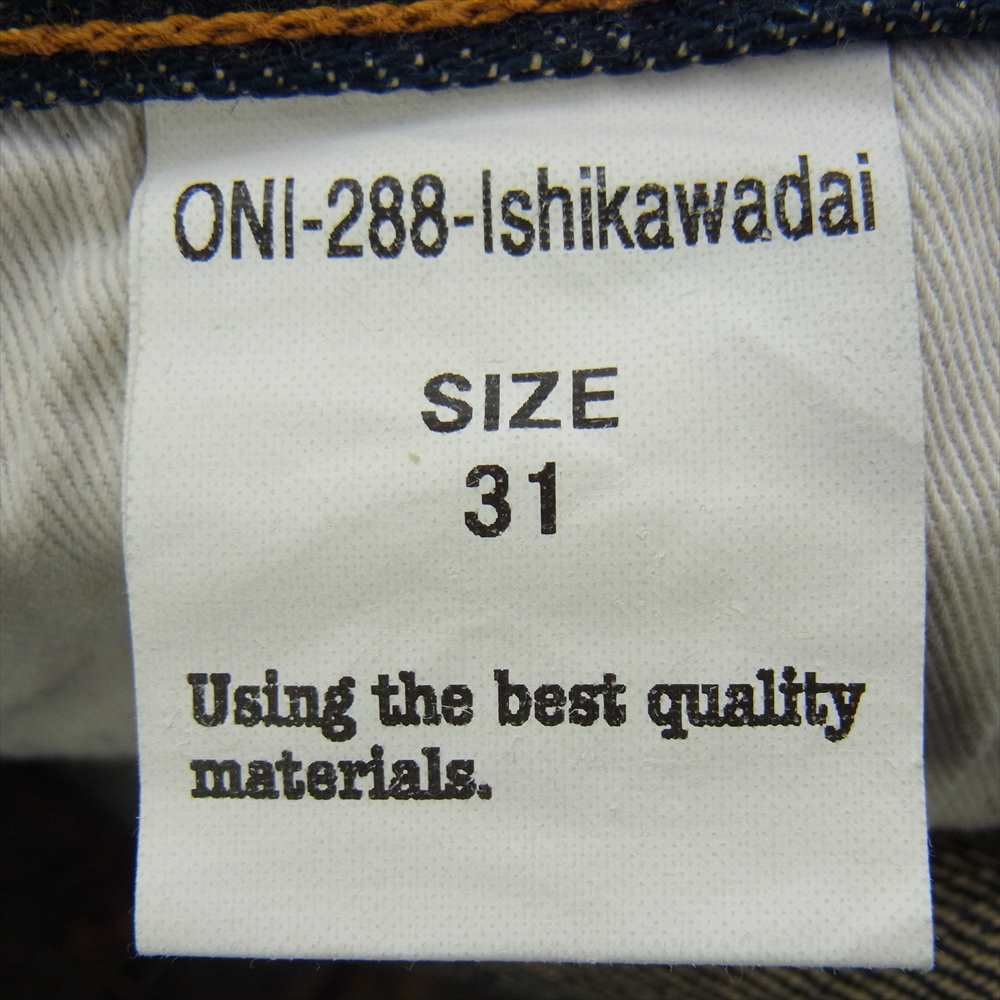 ONI-288-Ishikawadai
SIZE
31
Using the best quality
materials.